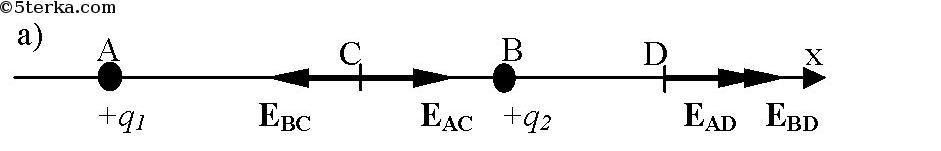 ©5terka.com
а)
A C B D x
+q1 EBC EAC +q2 EAD EBD